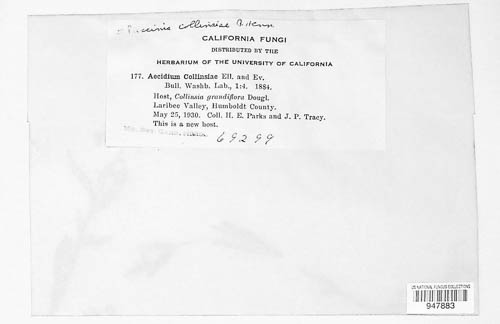 Puccinia collinsiae
CALIFORNIA FUNGI
DISTRIBUTED BY THE
HERBARIUM OF THE UNIVERSITY OF CALIFORNIA
177. Aecidium Collinsiae Ell. and Ev.
Bull. Washb. Lab., 1:4. 1884.
Host, Collinsia grandiflora Dougl.
Laribee Valley, Humboldt County.
May 25, 1930. Coll. H. E. Parks and J. P. Tracy.
This is a new host.
69299
US NATIONAL FUNGUS COLLECTIONS
947883